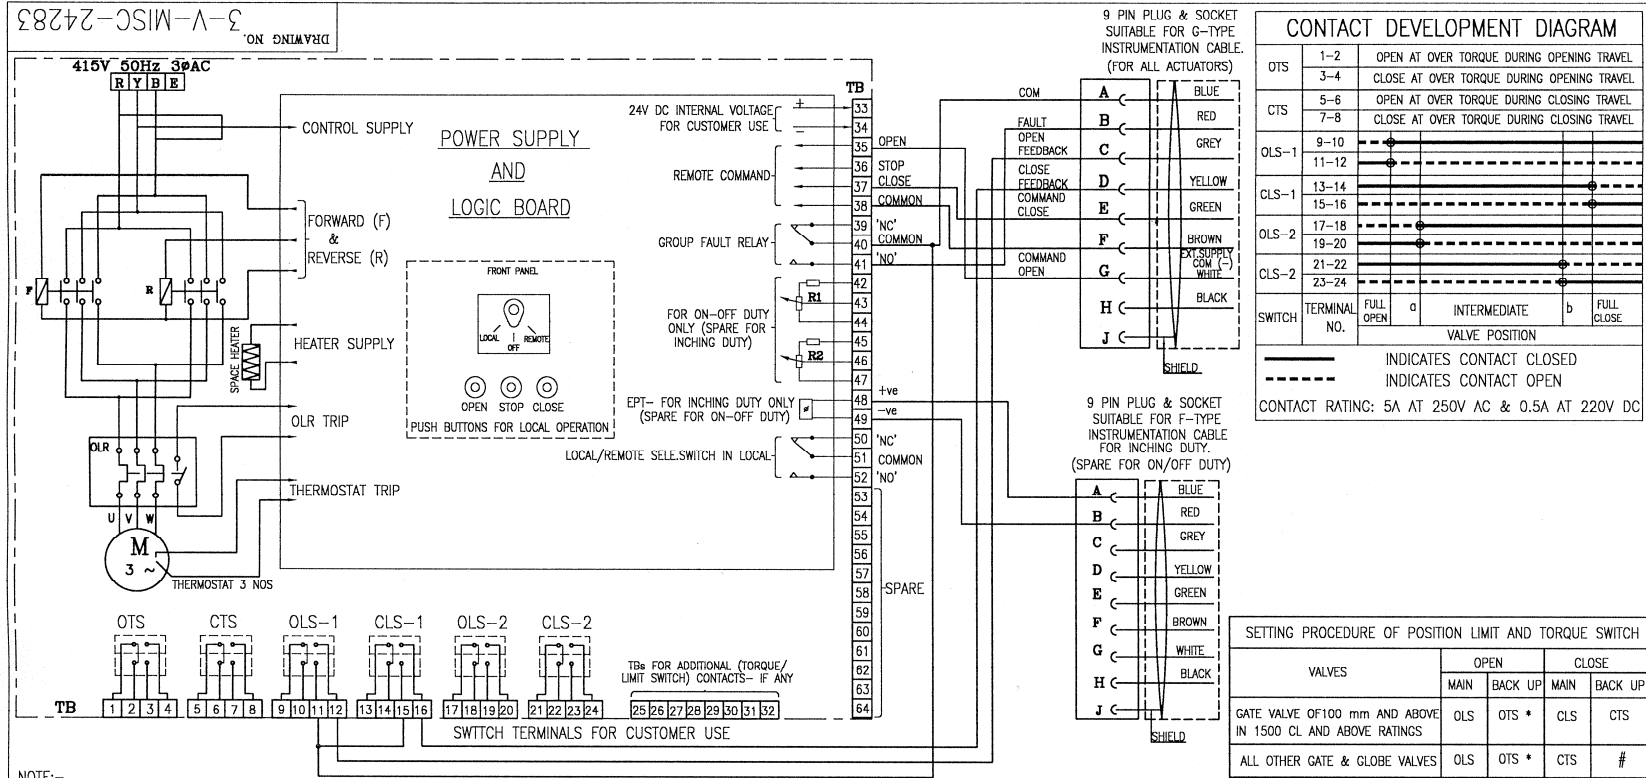 DRAWING NO. 3-V-MISC-24283
415V 50Hz 3øAC
R Y B E
CONTROL SUPPLY
POWER SUPPLY
AND
LOGIC BOARD
FORWARD (F)
&
REVERSE (R)
F
R
SPACE HEATER
HEATER SUPPLY
OLR TRIP
OLR
THERMOSTAT TRIP
U V W
M
3 ~
THERMOSTAT 3 NOS
FRONT PANEL
LOCAL OFF REMOTE
OPEN STOP CLOSE
PUSH BUTTONS FOR LOCAL OPERATION
24V DC INTERNAL VOLTAGE
FOR CUSTOMER USE
+
-
REMOTE COMMAND
GROUP FAULT RELAY
FOR ON-OFF DUTY
ONLY (SPARE FOR
INCHING DUTY)
R1
R2
EPT- FOR INCHING DUTY ONLY
(SPARE FOR ON-OFF DUTY)
ø
LOCAL/REMOTE SELE.SWITCH IN LOCAL
TB
33
34
35 OPEN
36 STOP
37 CLOSE
38 COMMON
39 'NC'
40 COMMON
41 'NO'
42
43
44
45
46
47
48 +ve
49 -ve
50 'NC'
51 COMMON
52 'NO'
53
54
55
56
57
58 SPARE
59
60
61
62
63
64
OTS CTS OLS-1 CLS-1 OLS-2 CLS-2
TBs FOR ADDITIONAL (TORQUE/
LIMIT SWITCH) CONTACTS- IF ANY
TB 1 2 3 4 5 6 7 8 9 10 11 12 13 14 15 16 17 18 19 20 21 22 23 24 25 26 27 28 29 30 31 32
SWTTCH TERMINALS FOR CUSTOMER USE
NOTE:-
9 PIN PLUG & SOCKET
SUITABLE FOR G-TYPE
INSTRUMENTATION CABLE.
(FOR ALL ACTUATORS)
COM A BLUE
FAULT B RED
OPEN
FEEDBACK C GREY
CLOSE
FEEDBACK D YELLOW
COMMAND
CLOSE E GREEN
F BROWN
EXT.SUPPLY
COM (-)
COMMAND
OPEN G WHITE
H BLACK
J
SHIELD
9 PIN PLUG & SOCKET
SUITABLE FOR F-TYPE
INSTRUMENTATION CABLE
FOR INCHING DUTY.
(SPARE FOR ON/OFF DUTY)
A BLUE
B RED
C GREY
D YELLOW
E GREEN
F BROWN
G WHITE
H BLACK
J
SHIELD
CONTACT DEVELOPMENT DIAGRAM
OTS 1-2 OPEN AT OVER TORQUE DURING OPENING TRAVEL
3-4 CLOSE AT OVER TORQUE DURING OPENING TRAVEL
CTS 5-6 OPEN AT OVER TORQUE DURING CLOSING TRAVEL
7-8 CLOSE AT OVER TORQUE DURING CLOSING TRAVEL
OLS-1 9-10
11-12
CLS-1 13-14
15-16
OLS-2 17-18
19-20
CLS-2 21-22
23-24
SWITCH TERMINAL NO. FULL OPEN a INTERMEDIATE b FULL CLOSE
VALVE POSITION
INDICATES CONTACT CLOSED
INDICATES CONTACT OPEN
CONTACT RATING: 5A AT 250V AC & 0.5A AT 220V DC
SETTING PROCEDURE OF POSITION LIMIT AND TORQUE SWITCH
VALVES OPEN CLOSE
MAIN BACK UP MAIN BACK UP
GATE VALVE OF100 mm AND ABOVE
IN 1500 CL AND ABOVE RATINGS OLS OTS * CLS CTS
ALL OTHER GATE & GLOBE VALVES OLS OTS * CTS #